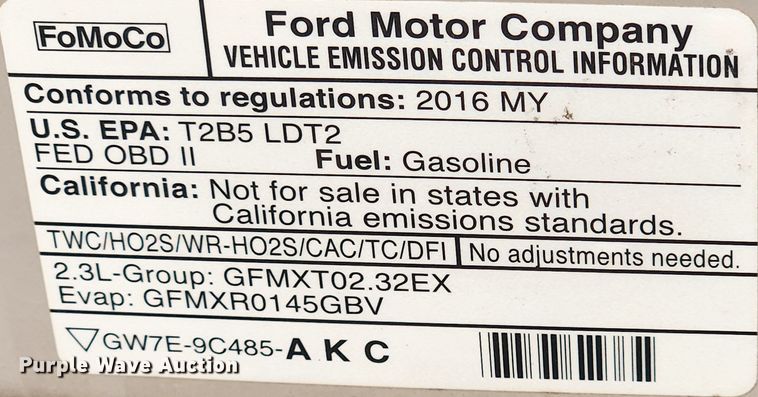 FoMoCo
Ford Motor Company
VEHICLE EMISSION CONTROL INFORMATION
Conforms to regulations: 2016 MY
U.S. EPA: T2B5 LDT2
FED OBD II Fuel: Gasoline
California: Not for sale in states with
California emissions standards.
TWC/HO2S/WR-HO2S/CAC/TC/DFI No adjustments needed.
2.3L-Group: GFMXT02.32EX
Evap: GFMXR0145GBV
GW7E-9C485-A K C
Purple Wave Auction